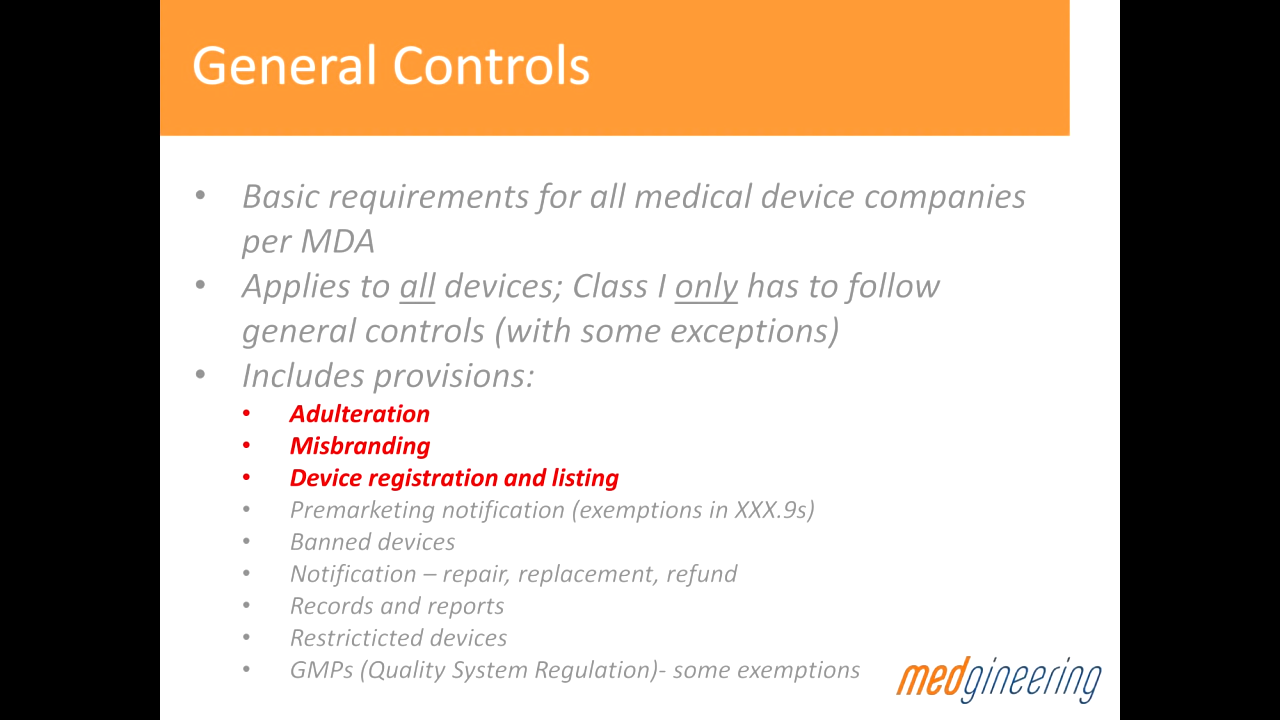 General Controls
• Basic requirements for all medical device companies
per MDA
• Applies to all devices; Class I only has to follow
general controls (with some exceptions)
• Includes provisions:
• Adulteration
• Misbranding
• Device registration and listing
• Premarketing notification (exemptions in XXX.9s)
• Banned devices
• Notification – repair, replacement, refund
• Records and reports
• Restricticted devices
• GMPs (Quality System Regulation)- some exemptions
medgineering